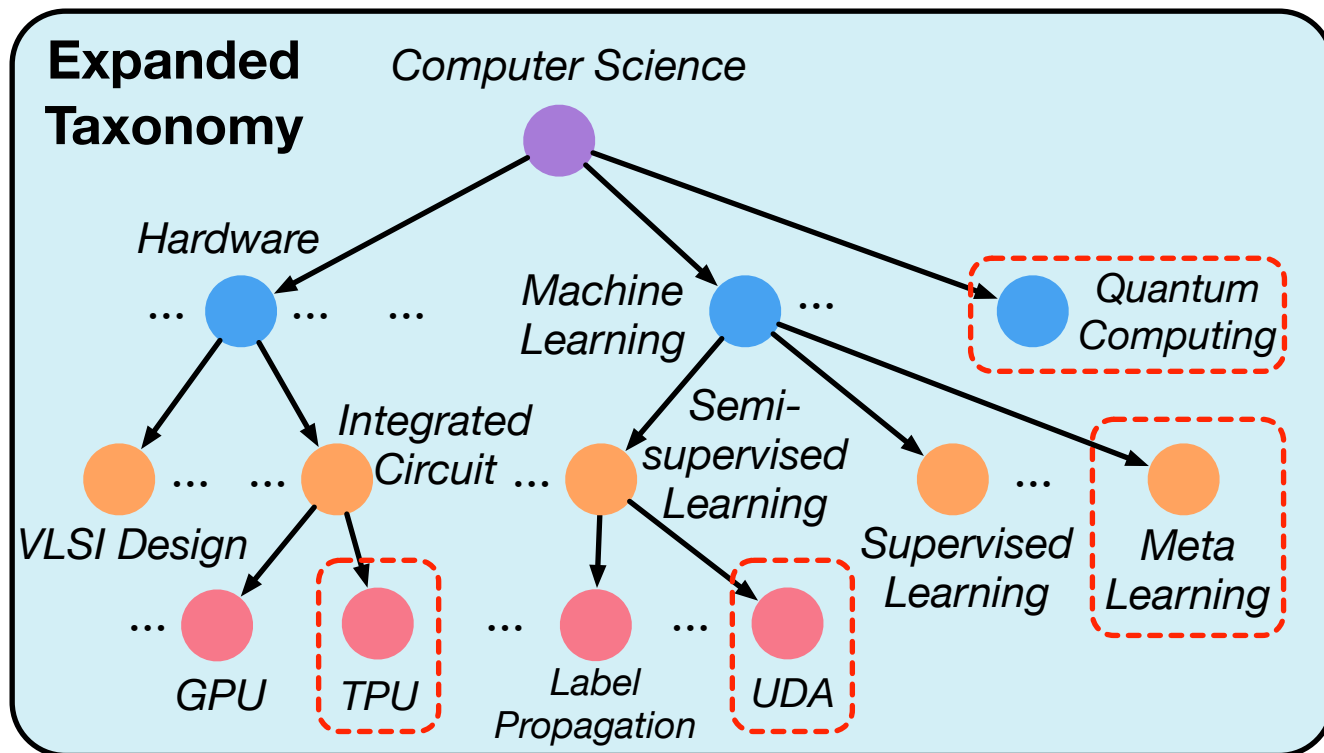 Expanded
Taxonomy
Computer Science
Hardware
Machine
Learning
...
Quantum
Computing
...
...
...
Integrated
Circuit
Semi-
supervised
Learning
...
...
...
...
VLSI Design
Supervised
Learning
Meta
Learning
...
...
...
GPU
TPU
Label
Propagation
UDA